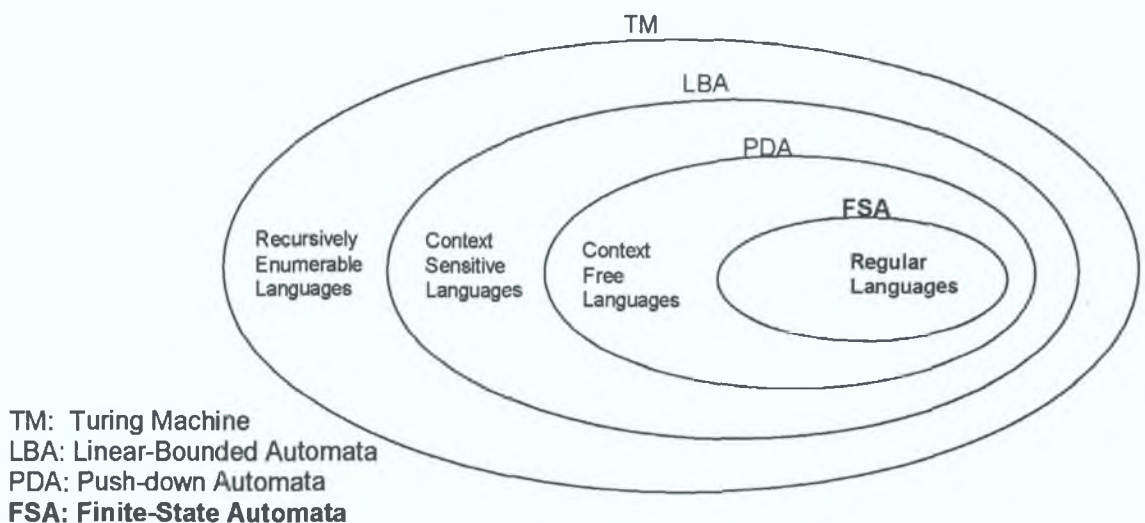 TM
LBA
PDA
FSA
Recursively
Enumerable
Languages
Context
Sensitive
Languages
Context
Free
Languages
Regular
Languages
TM: Turing Machine
LBA: Linear-Bounded Automata
PDA: Push-down Automata
FSA: Finite-State Automata